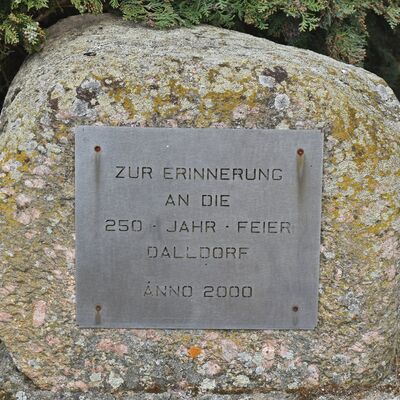 ZUR ERINNERUNG
AN DIE
250 · JAHR · FEIER
DALLDORF
ANNO 2000